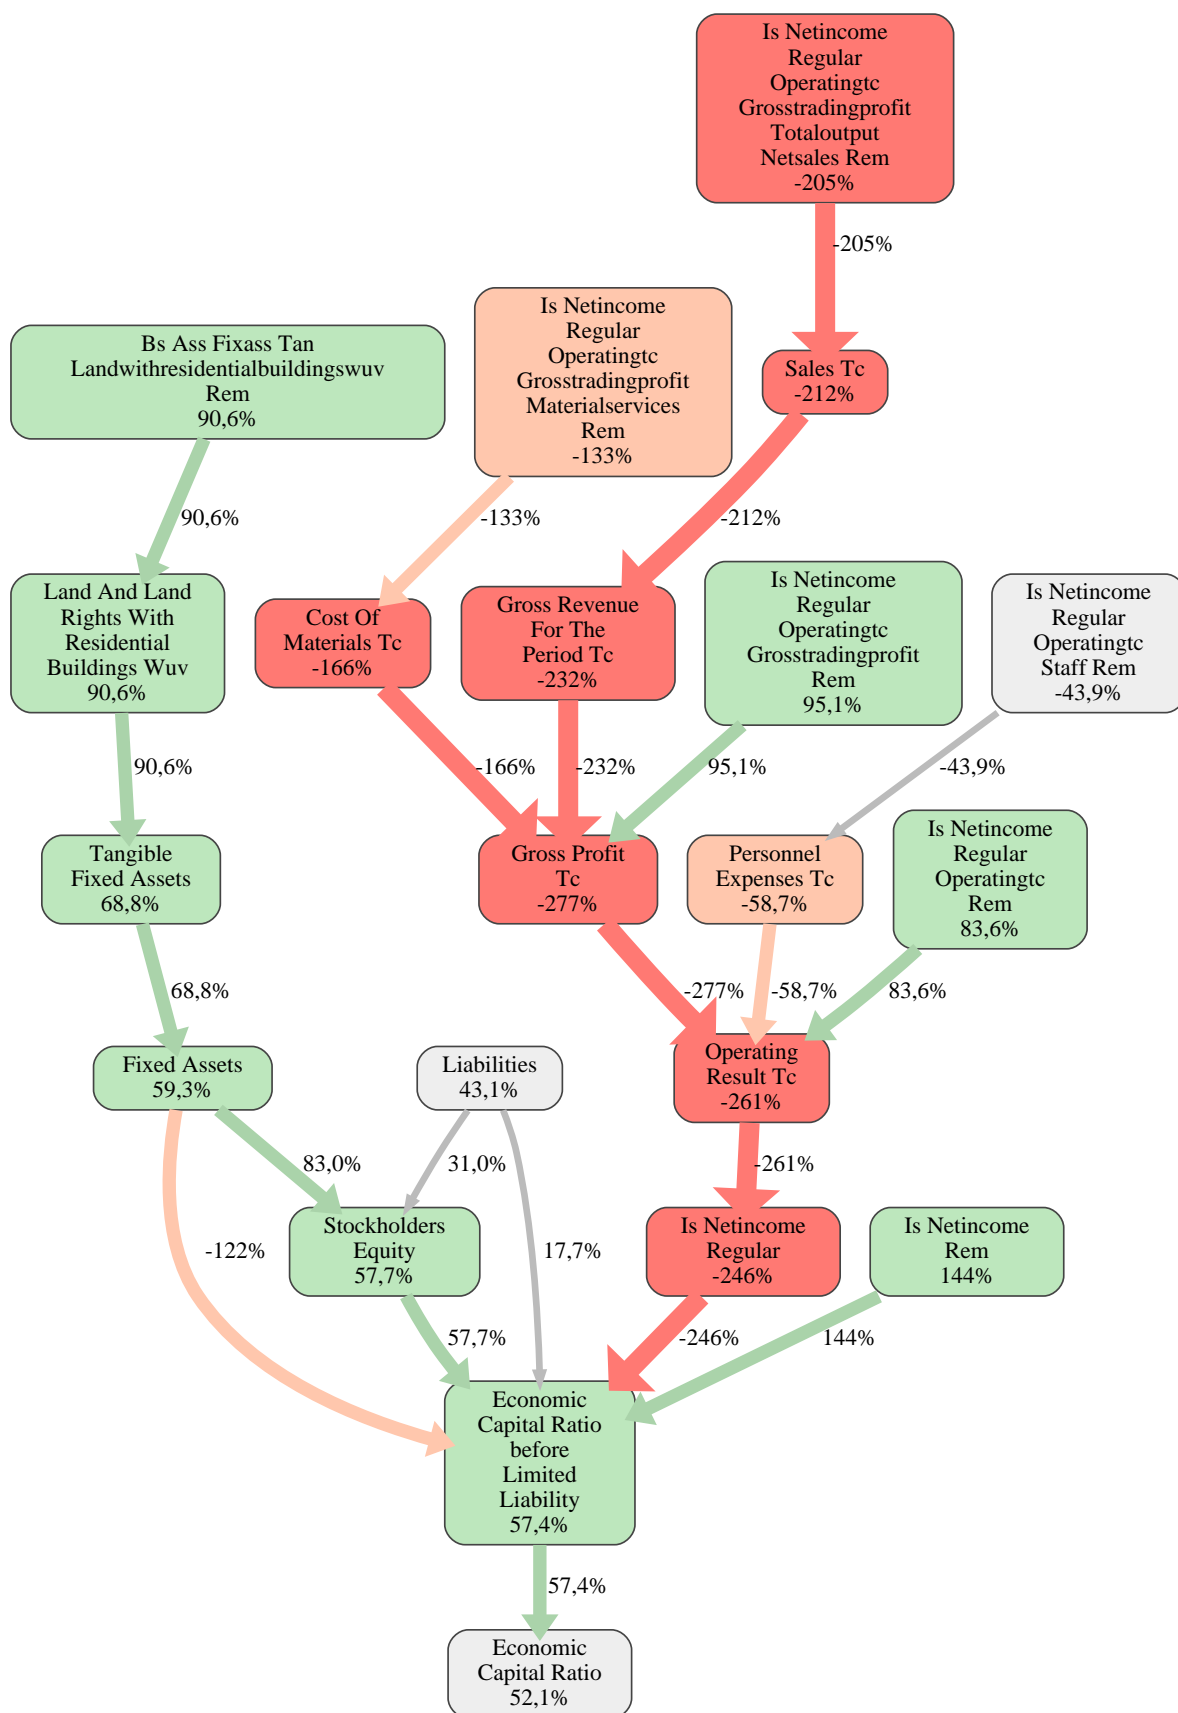 Is Netincome
Regular
Operatingtc
Grosstradingprofit
Totaloutput
Netsales Rem
-205%
-205%
Bs Ass Fixass Tan
Landwithresidentialbuildingswuv
Rem
90,6%
Is Netincome
Regular
Operatingtc
Grosstradingprofit
Materialservices
Rem
-133%
Sales Tc
-212%
90,6%
-133%
-212%
Land And Land
Rights With
Residential
Buildings Wuv
90,6%
Cost Of
Materials Tc
-166%
Gross Revenue
For The
Period Tc
-232%
Is Netincome
Regular
Operatingtc
Grosstradingprofit
Rem
95,1%
Is Netincome
Regular
Operatingtc
Staff Rem
-43,9%
90,6%
-166%
-232%
95,1%
-43,9%
Tangible
Fixed Assets
68,8%
Gross Profit
Tc
-277%
Personnel
Expenses Tc
-58,7%
Is Netincome
Regular
Operatingtc
Rem
83,6%
68,8%
-277%
-58,7%
83,6%
Fixed Assets
59,3%
Liabilities
43,1%
Operating
Result Tc
-261%
83,0%
31,0%
-261%
Stockholders
Equity
57,7%
Is Netincome
Regular
-246%
Is Netincome
Rem
144%
-122%
17,7%
57,7%
-246%
144%
Economic
Capital Ratio
before
Limited
Liability
57,4%
57,4%
Economic
Capital Ratio
52,1%